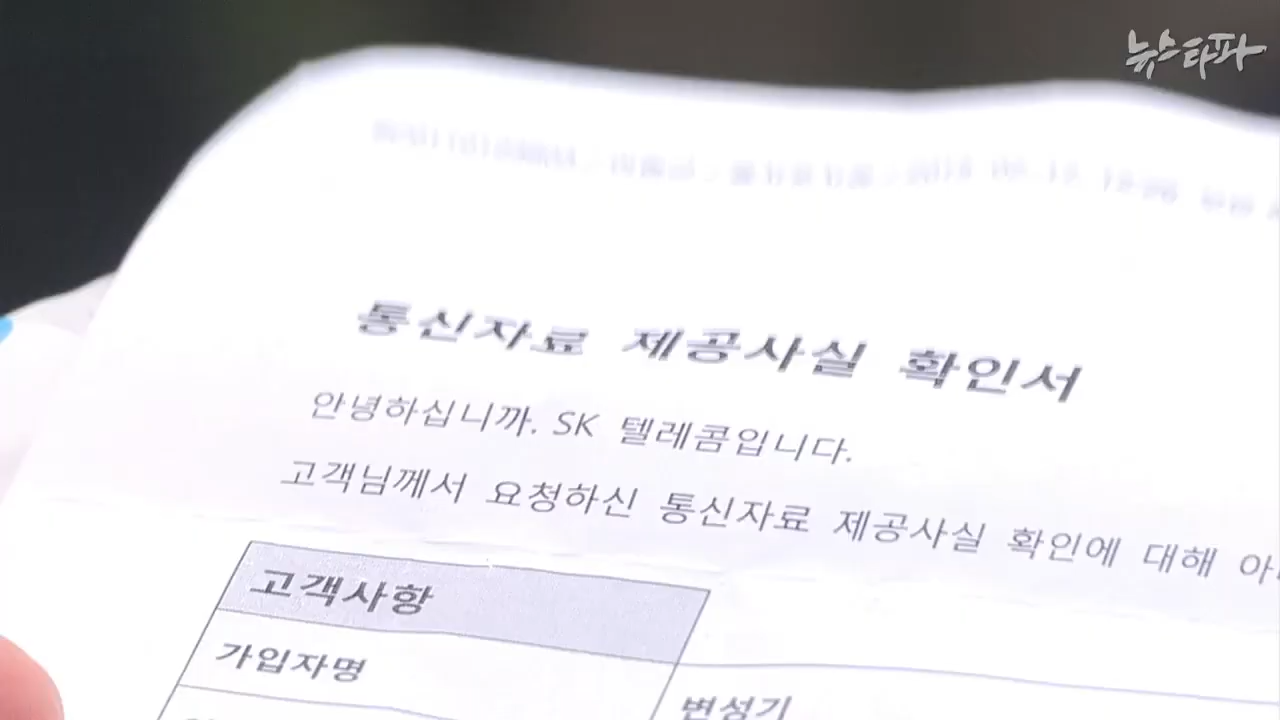 뉴스타파
통신자료 제공사실 확인서
안녕하십니까. SK 텔레콤입니다.
고객님께서 요청하신 통신자료 제공사실 확인에 대해 아
고객사항
가입자명
변성기